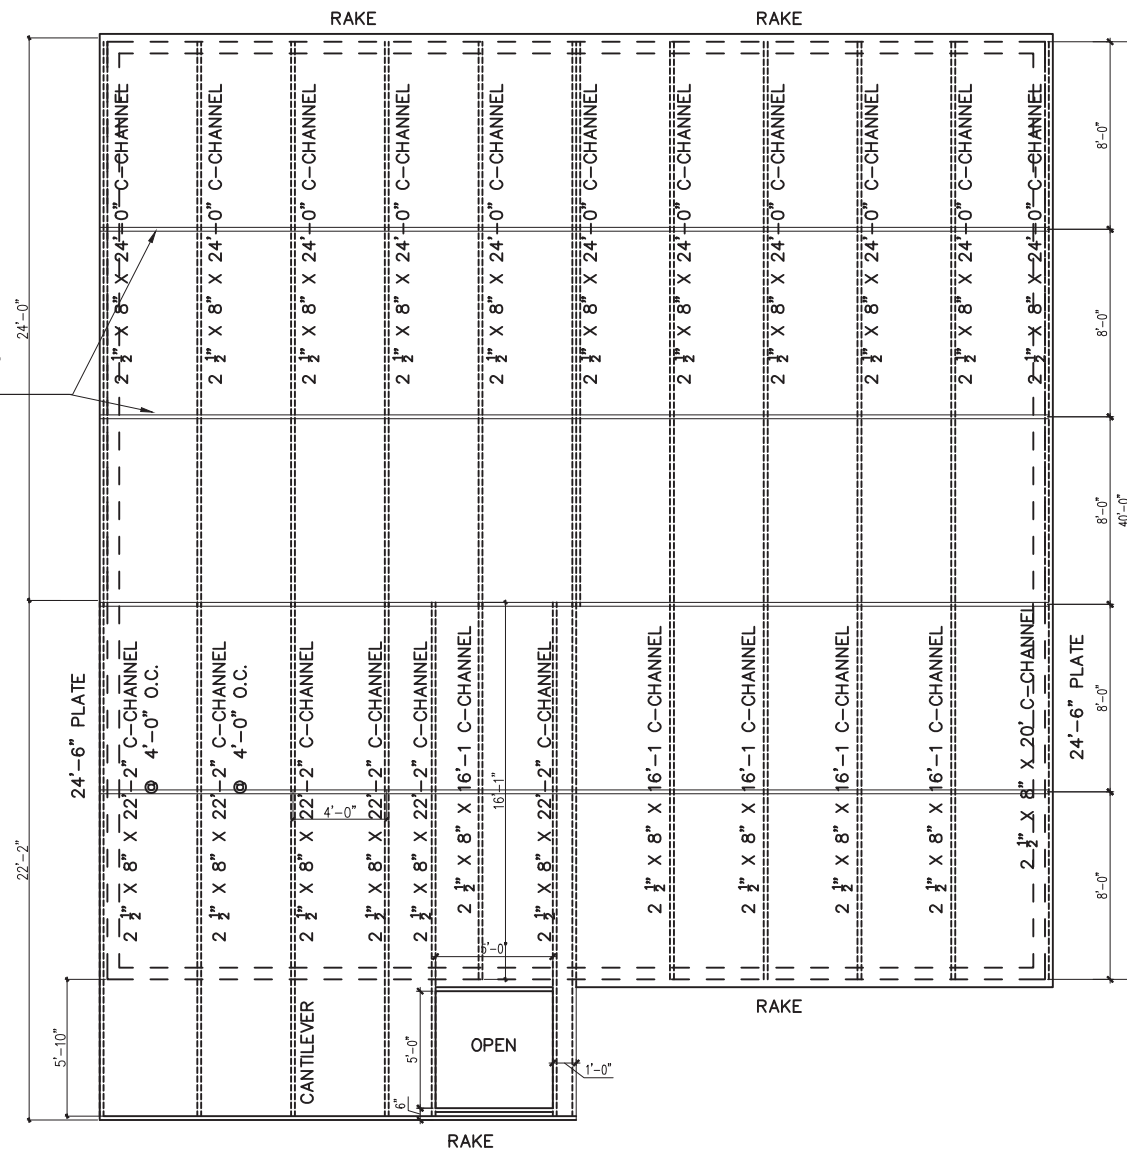 RAKE
RAKE
2 ½" X 8" X 24'-0" C-CHANNEL
2 ½" X 8" X 24'-0" C-CHANNEL
2 ½" X 8" X 24'-0" C-CHANNEL
2 ½" X 8" X 24'-0" C-CHANNEL
2 ½" X 8" X 24'-0" C-CHANNEL
2 ½" X 8" X 24'-0" C-CHANNEL
2 ½" X 8" X 24'-0" C-CHANNEL
2 ½" X 8" X 24'-0" C-CHANNEL
2 ½" X 8" X 24'-0" C-CHANNEL
2 ½" X 8" X 24'-0" C-CHANNEL
2 ½" X 8" X 24'-0" C-CHANNEL
24'-0"
8'-0"
8'-0"
8'-0"
40'-0"
8'-0"
8'-0"
24'-6" PLATE
22'-2"
2 ½" X 8" X 22'-2" C-CHANNEL
@ 4'-0" O.C.
2 ½" X 8" X 22'-2" C-CHANNEL
@ 4'-0" O.C.
2 ½" X 8" X 22'-2" C-CHANNEL
4'-0"
2 ½" X 8" X 22'-2" C-CHANNEL
2 ½" X 8" X 22'-2" C-CHANNEL
2 ½" X 8" X 16'-1 C-CHANNEL
16'-1"
2 ½" X 8" X 22'-2" C-CHANNEL
2 ½" X 8" X 16'-1 C-CHANNEL
2 ½" X 8" X 16'-1 C-CHANNEL
2 ½" X 8" X 16'-1 C-CHANNEL
2 ½" X 8" X 16'-1 C-CHANNEL
2 ½" X 8" X 20' C-CHANNEL
24'-6" PLATE
5'-10"
CANTILEVER
5'-0"
6"
OPEN
1'-0"
RAKE
RAKE